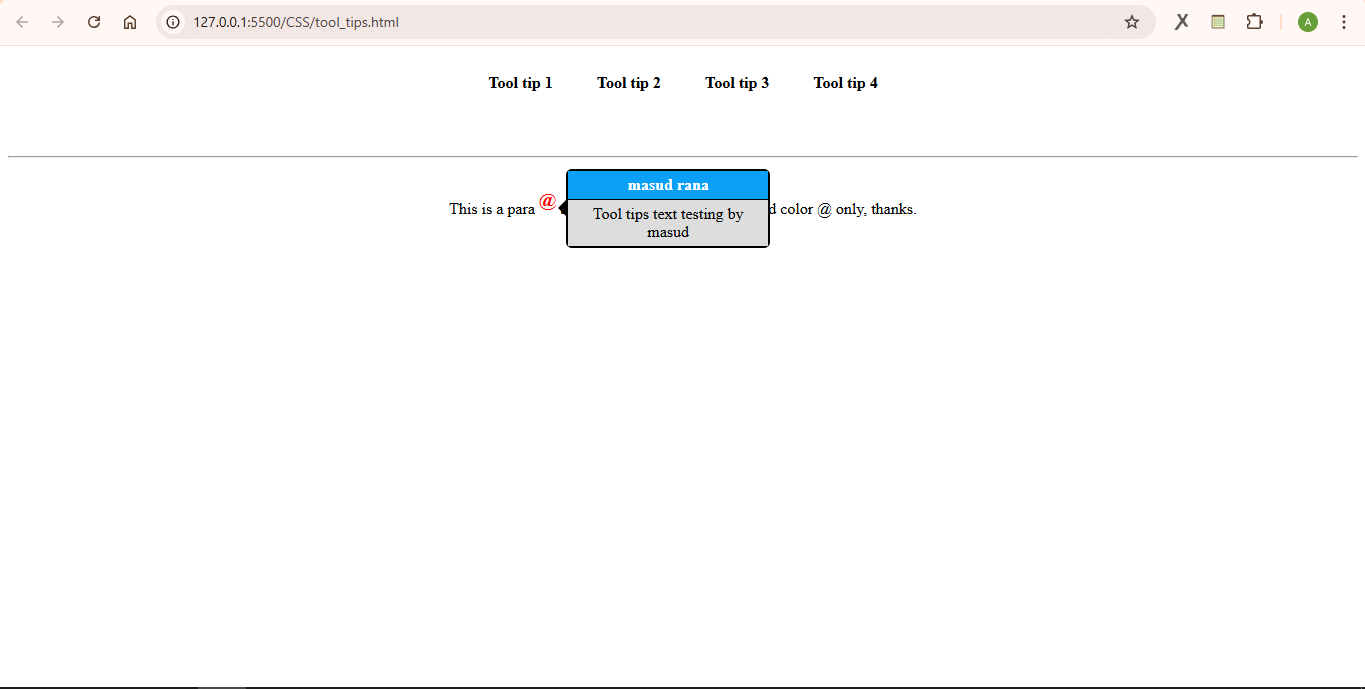 127.0.0.1:5500/CSS/tool_tips.html
A
Tool tip 1 Tool tip 2 Tool tip 3 Tool tip 4
masud rana
This is a para @ d color @ only, thanks.
Tool tips text testing by
masud